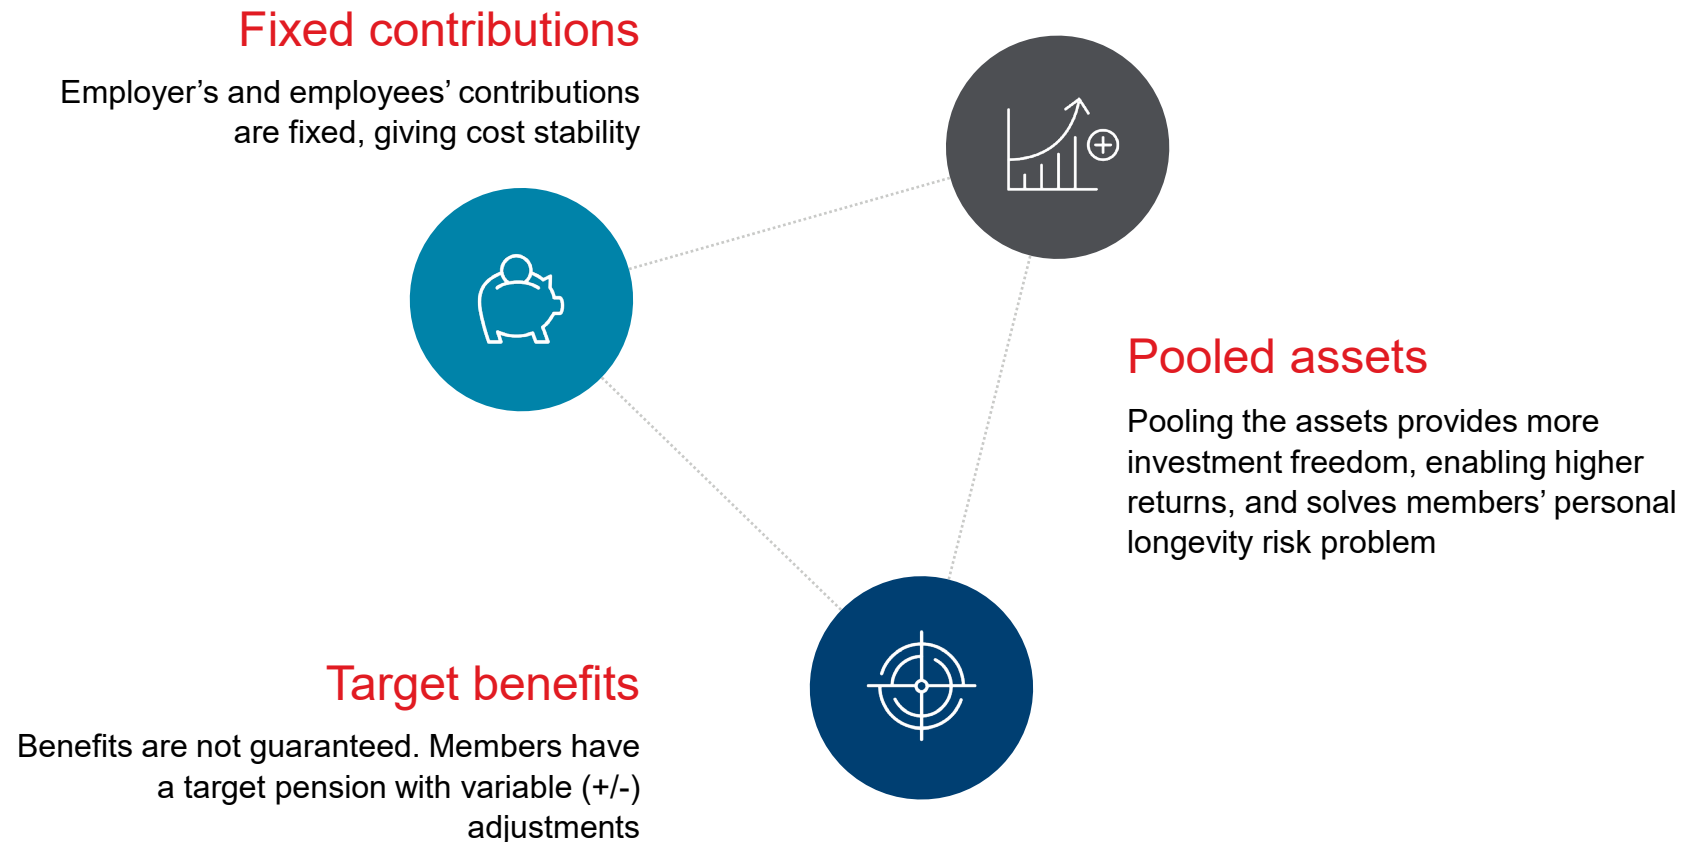 Fixed contributions
Employer’s and employees’ contributions
are fixed, giving cost stability
Pooled assets
Pooling the assets provides more
investment freedom, enabling higher
returns, and solves members’ personal
longevity risk problem
Target benefits
Benefits are not guaranteed. Members have
a target pension with variable (+/-)
adjustments